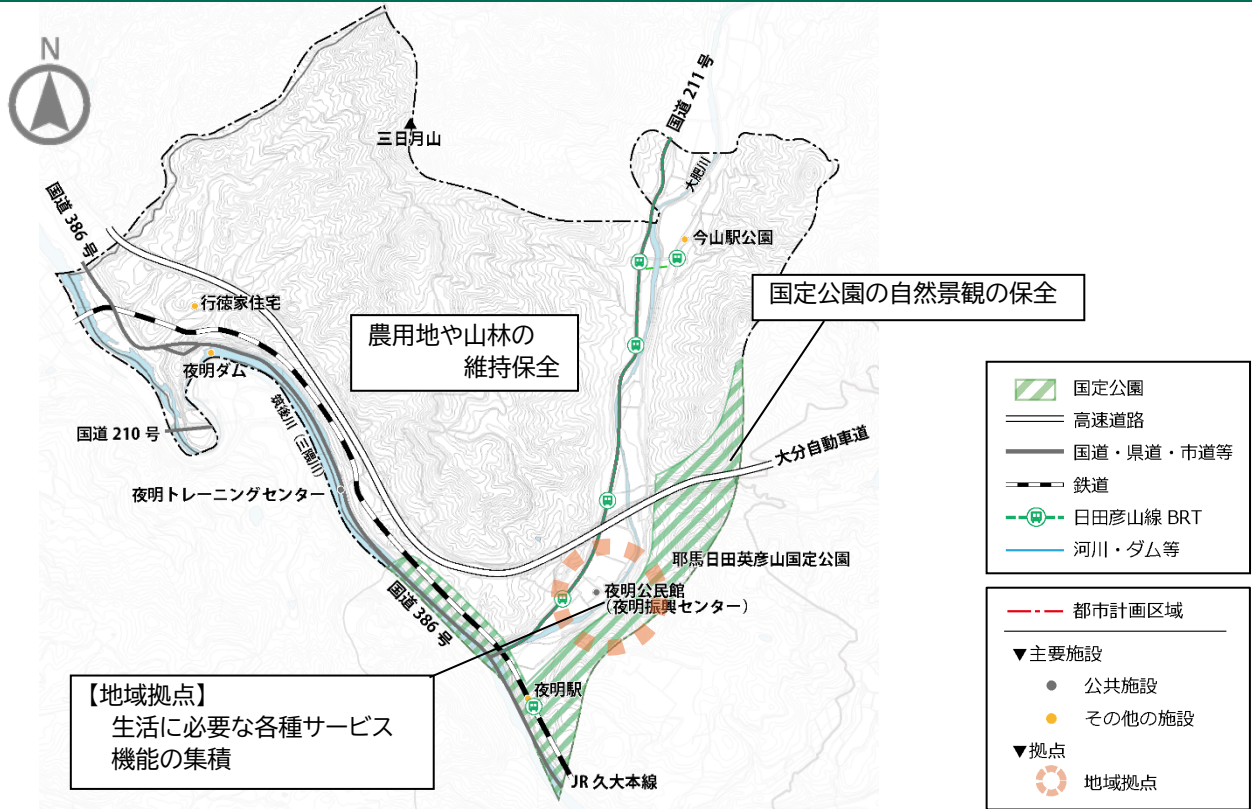 N
三日月山
国道 211 号
大肥川
今山駅公園
国道 386 号
行徳家住宅
夜明ダム
国道 210 号
筑後川（三隈川）
夜明トレーニングセンター
農用地や山林の
維持保全
国定公園の自然景観の保全
大分自動車道
耶馬日田英彦山国定公園
夜明公民館
（夜明振興センター）
国道 386 号
夜明駅
JR 久大本線
【地域拠点】
生活に必要な各種サービス
機能の集積
国定公園
高速道路
国道・県道・市道等
鉄道
日田彦山線 BRT
河川・ダム等
都市計画区域
▼主要施設
公共施設
その他の施設
▼拠点
地域拠点